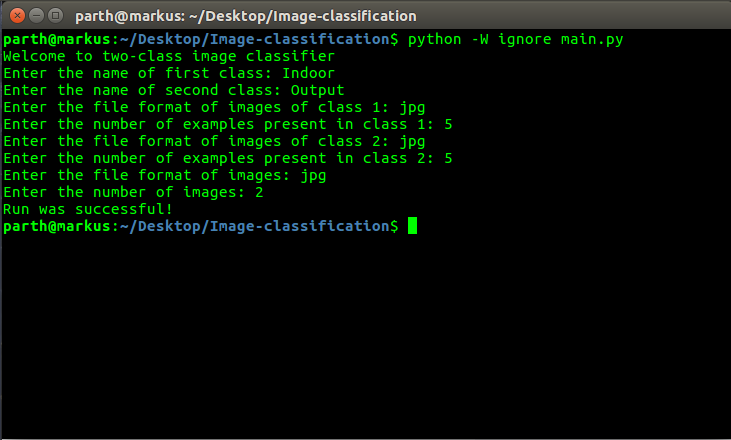 parth@markus: ~/Desktop/Image-classification
parth@markus:~/Desktop/Image-classification$ python -W ignore main.py
Welcome to two-class image classifier
Enter the name of first class: Indoor
Enter the name of second class: Output
Enter the file format of images of class 1: jpg
Enter the number of examples present in class 1: 5
Enter the file format of images of class 2: jpg
Enter the number of examples present in class 2: 5
Enter the file format of images: jpg
Enter the number of images: 2
Run was successful!
parth@markus:~/Desktop/Image-classification$